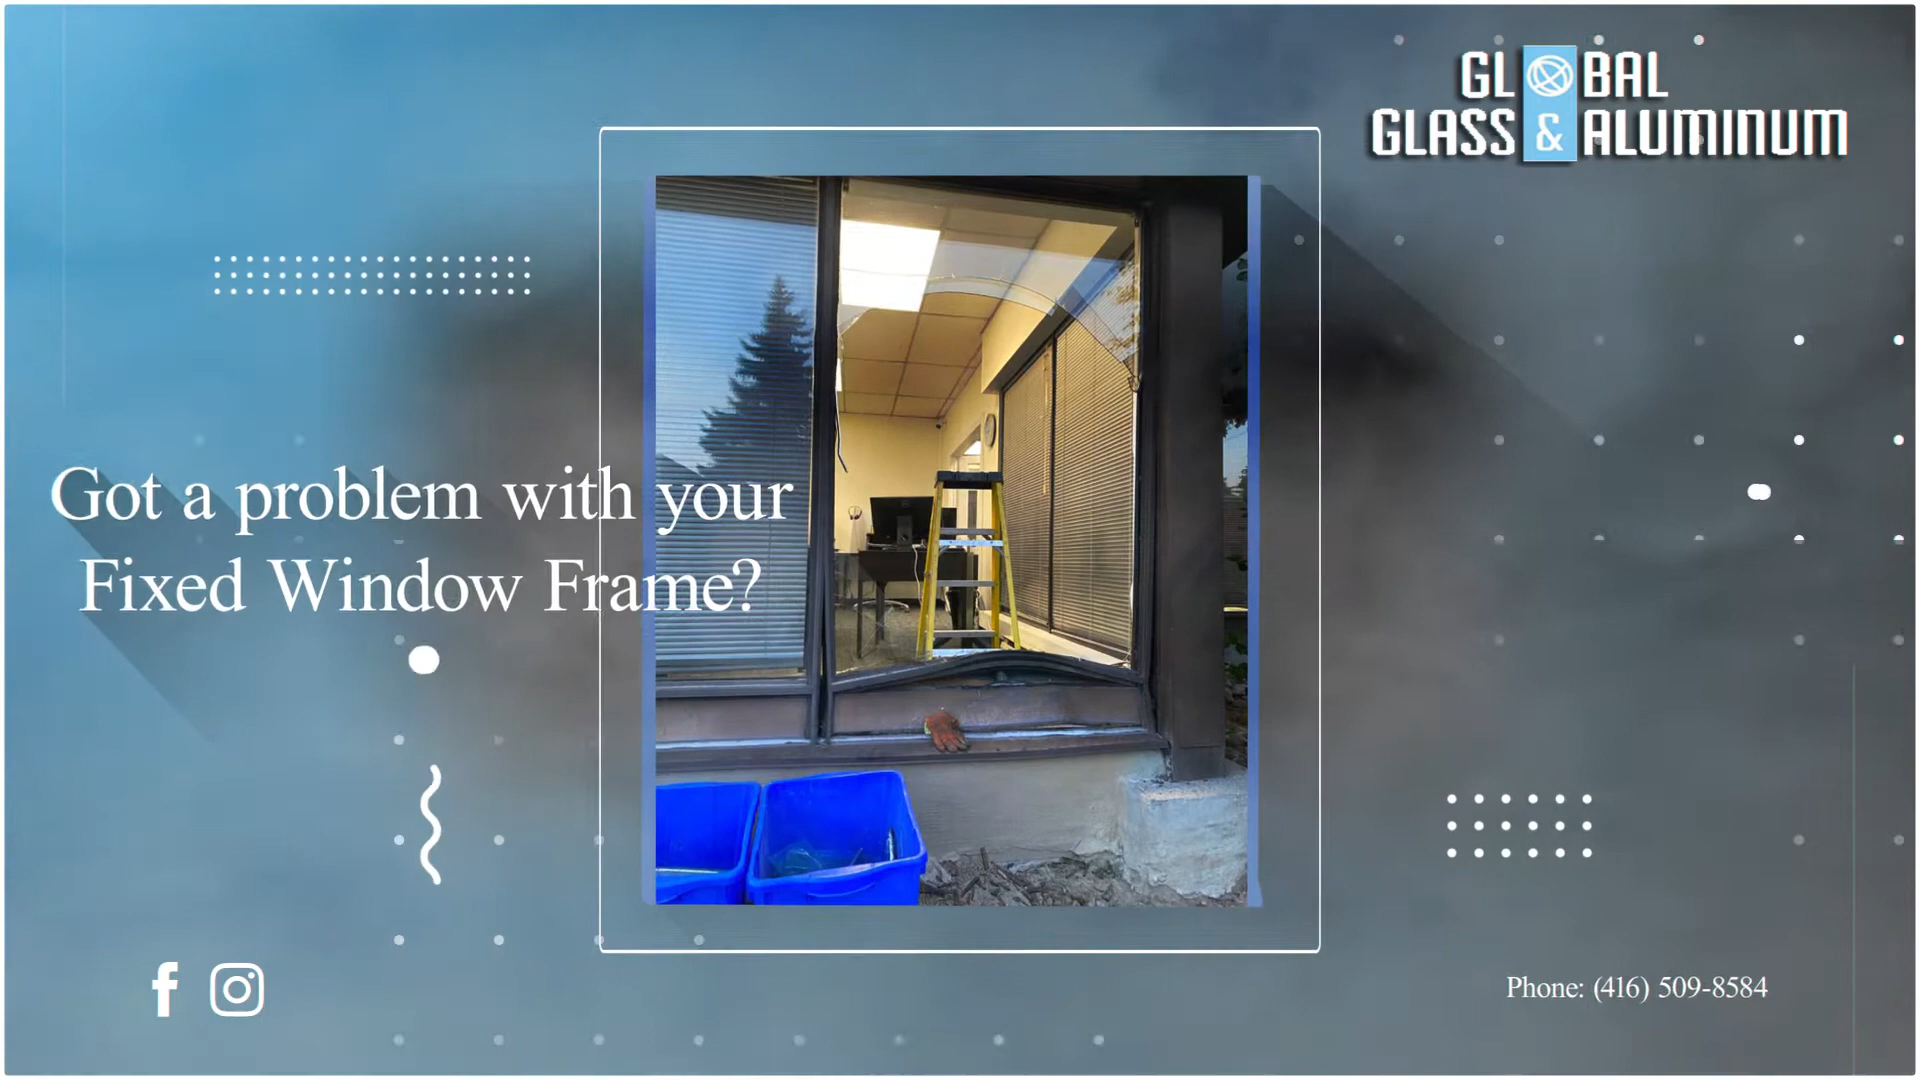 GLOBAL
GLASS & ALUMINUM
Got a problem with your
Fixed Window Frame?
Phone: (416) 509-8584